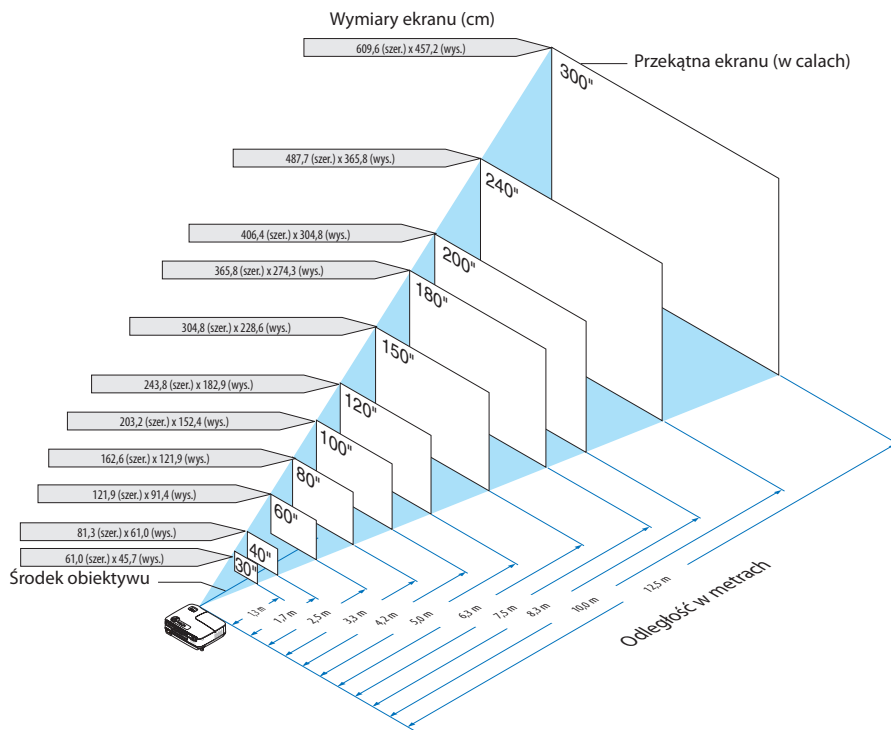 Wymiary ekranu (cm)
609,6 (szer.) x 457,2 (wys.)
Przekątna ekranu (w calach)
300"
487,7 (szer.) x 365,8 (wys.)
240"
406,4 (szer.) x 304,8 (wys.)
200"
365,8 (szer.) x 274,3 (wys.)
180"
304,8 (szer.) x 228,6 (wys.)
150"
243,8 (szer.) x 182,9 (wys.)
120"
203,2 (szer.) x 152,4 (wys.)
100"
162,6 (szer.) x 121,9 (wys.)
80"
121,9 (szer.) x 91,4 (wys.)
60"
81,3 (szer.) x 61,0 (wys.)
40"
61,0 (szer.) x 45,7 (wys.)
30"
Środek obiektywu
1,3 m
1,7 m
2,5 m
3,3 m
4,2 m
5,0 m
6,3 m
7,5 m
8,3 m
10,0 m
12,5 m
Odległość w metrach